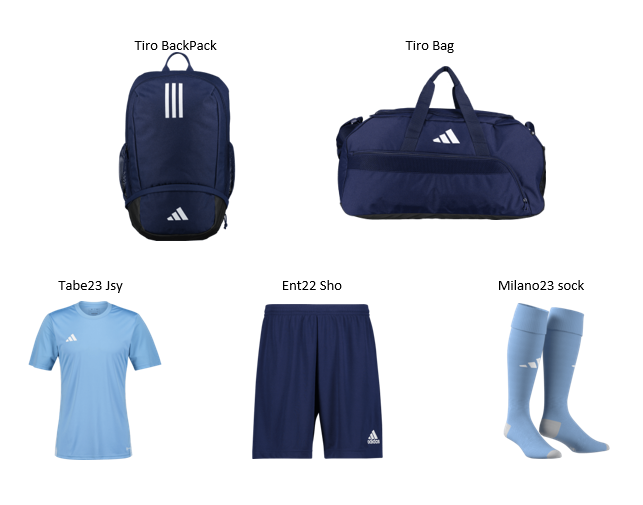 Tiro BackPack
Tiro Bag
Tabe23 Jsy
Ent22 Sho
Milano23 sock
adidas